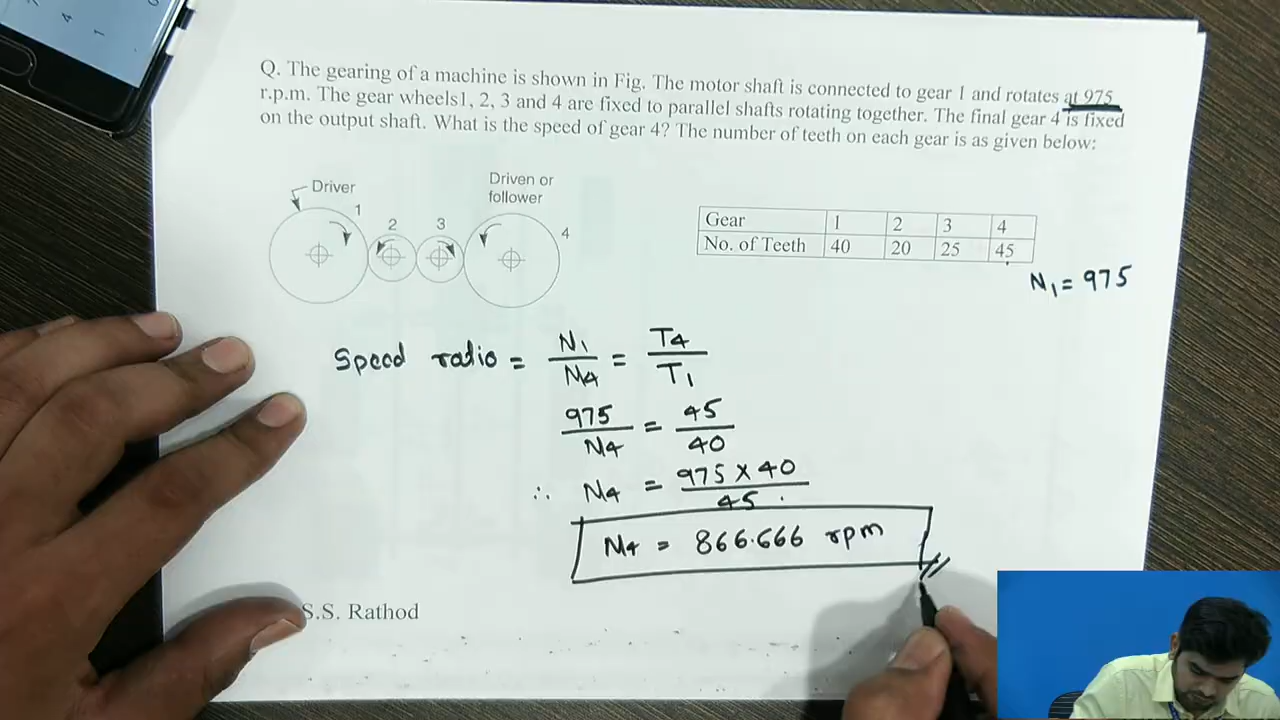 Q. The gearing of a machine is shown in Fig. The motor shaft is connected to gear 1 and rotates at 975
r.p.m. The gear wheels1, 2, 3 and 4 are fixed to parallel shafts rotating together. The final gear 4 is fixed
on the output shaft. What is the speed of gear 4? The number of teeth on each gear is as given below:
Driver
1
2
3
Driven or
follower
4
Gear 1 2 3 4
No. of Teeth 40 20 25 45
N1 = 975
Speed ratio = N1/N4 = T4/T1
975/N4 = 45/40
∴ N4 = 975 x 40/45
N4 = 866.666 rpm
S.S. Rathod